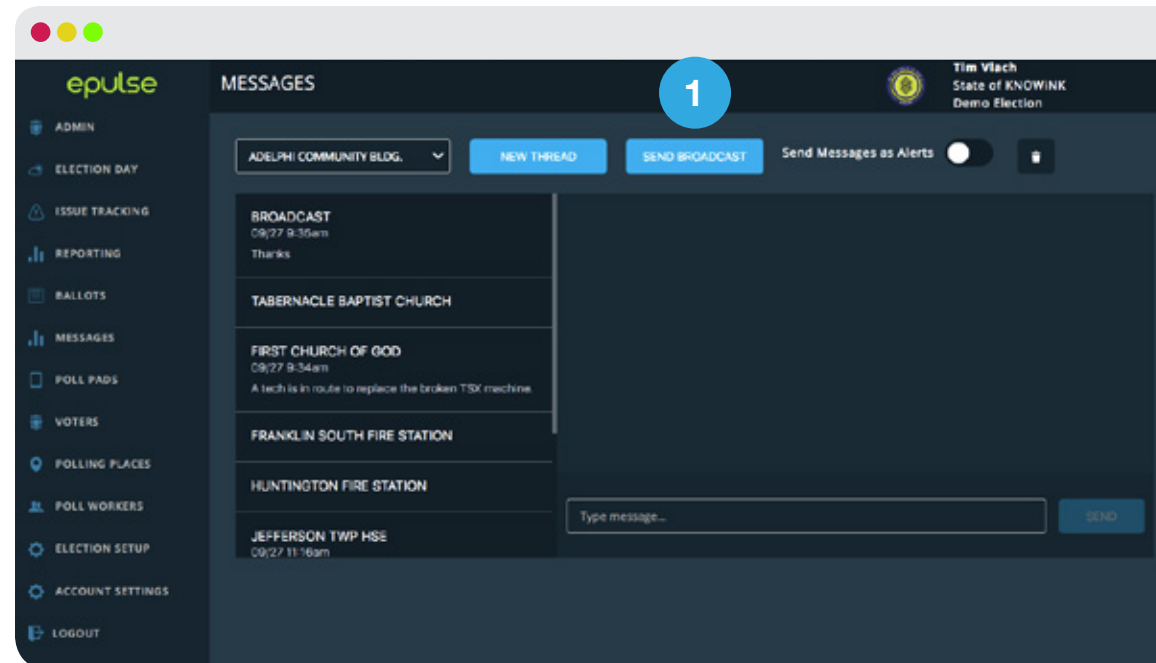 epulse
MESSAGES
1
Tim Vlach
State of KNOWiNK
Demo Election
ADMIN
ELECTION DAY
ISSUE TRACKING
REPORTING
BALLOTS
MESSAGES
POLL PADS
VOTERS
POLLING PLACES
POLL WORKERS
ELECTION SETUP
ACCOUNT SETTINGS
LOGOUT
ADELPHI COMMUNITY BLDG.
NEW THREAD
SEND BROADCAST
Send Messages as Alerts
BROADCAST
09/27 9:35am
Thanks
TABERNACLE BAPTIST CHURCH
FIRST CHURCH OF GOD
09/27 9:34am
A tech is in route to replace the broken TSX machine.
FRANKLIN SOUTH FIRE STATION
HUNTINGTON FIRE STATION
JEFFERSON TWP HSE
09/27 11:16am
Type message...
SEND